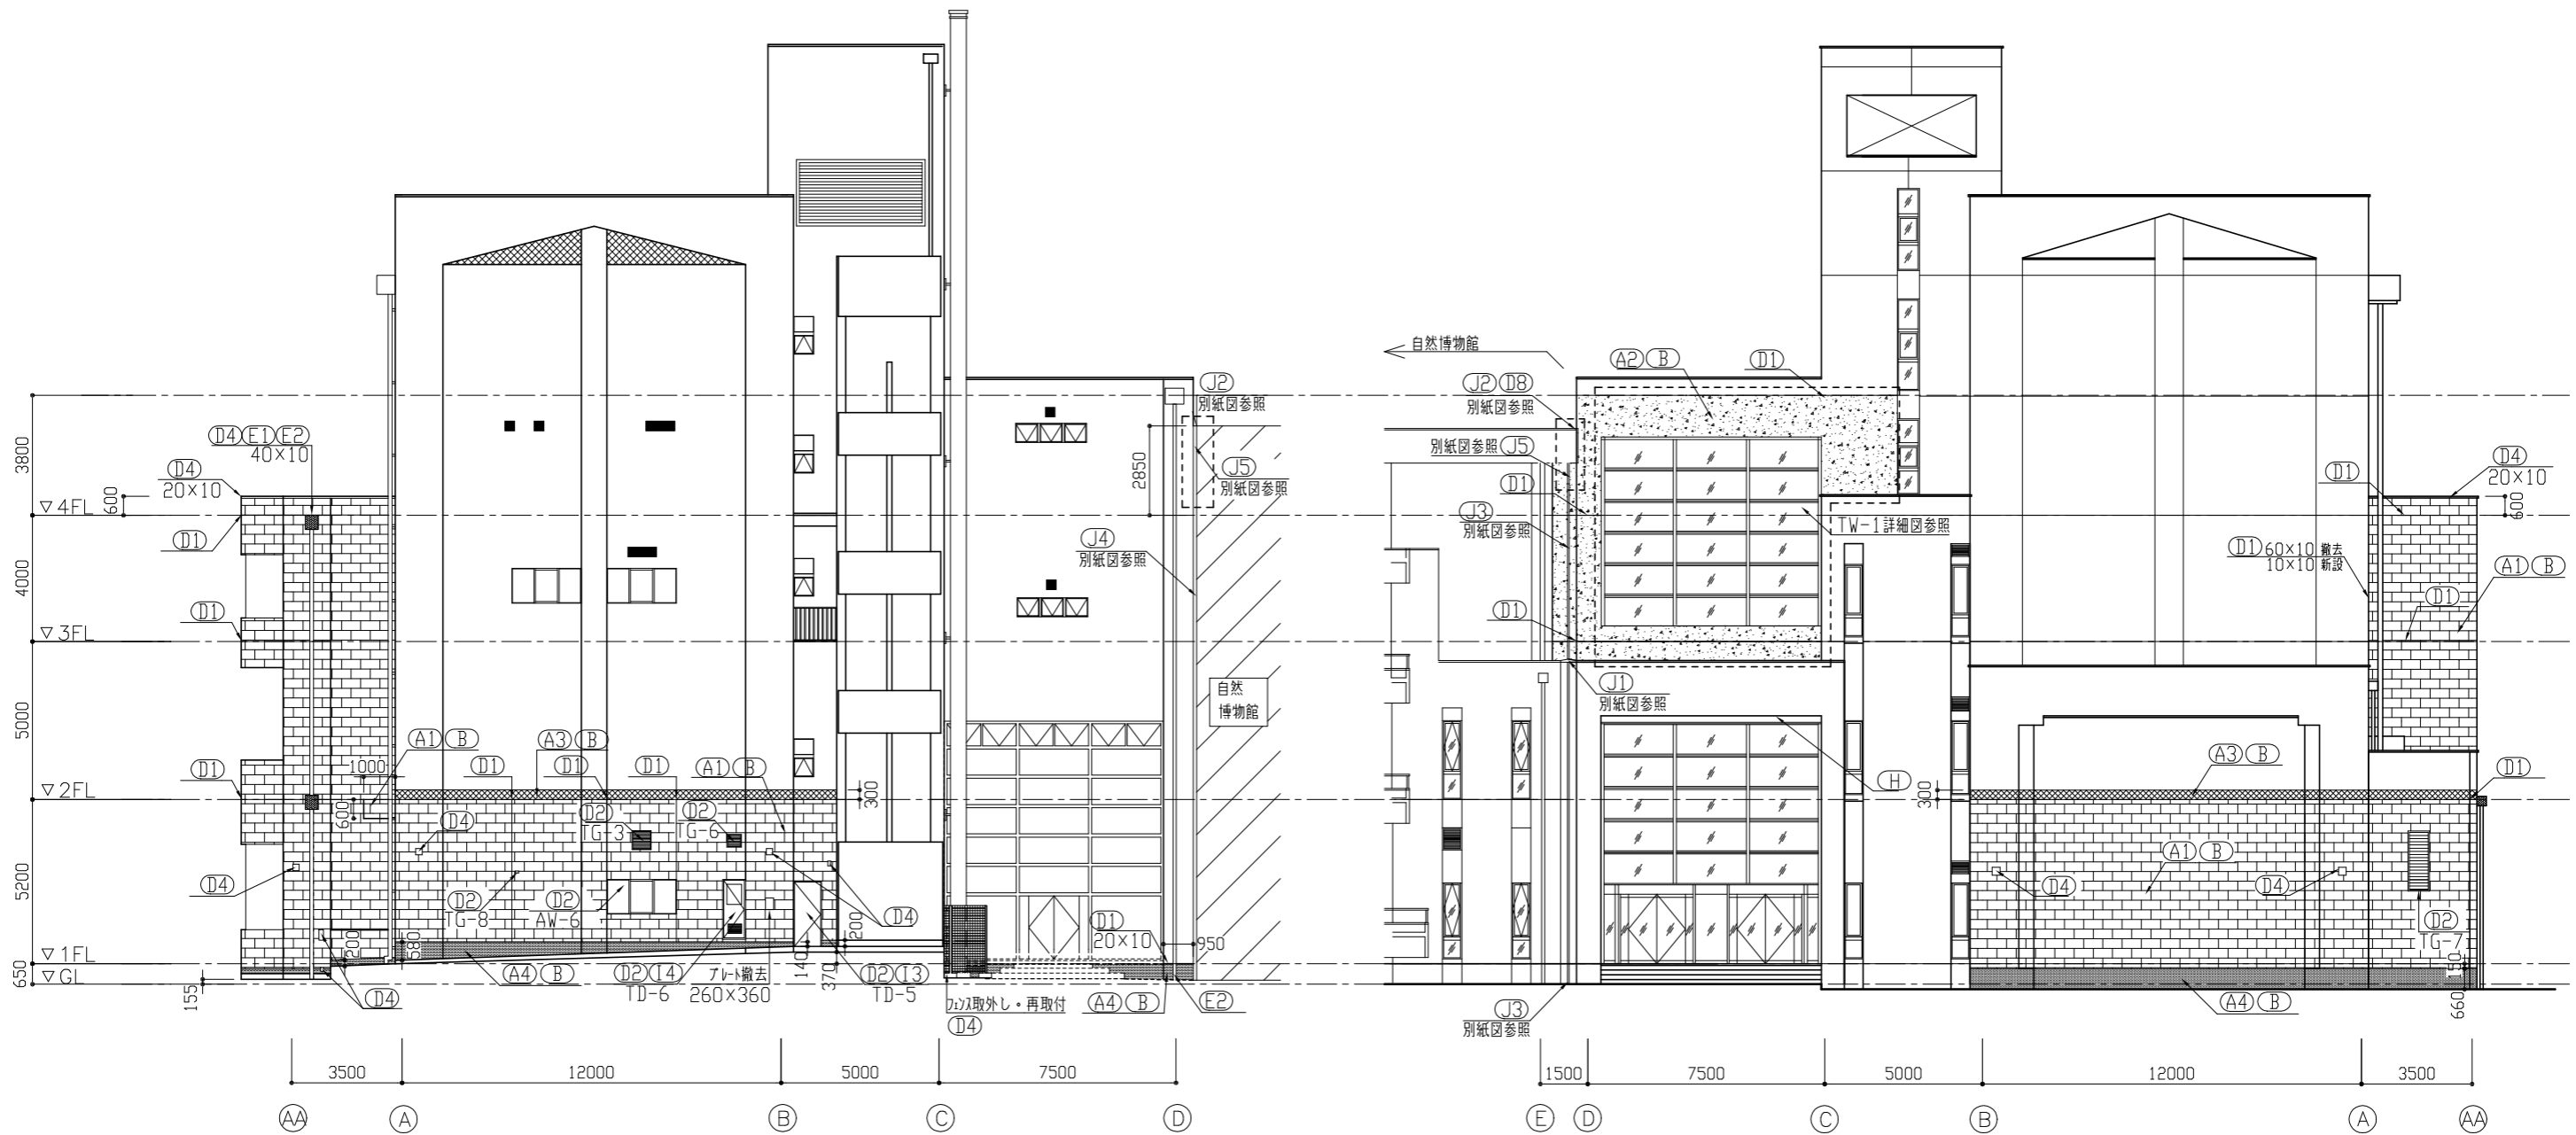 自然博物館
A2 B
D1
J2
別紙図参照
J2 D8
別紙図参照
D4 E1 E2
40×10
別紙図参照 J5
3800
2850
J5
別紙図参照
D4
20×10
D1
D4
20×10
600
▽4FL
D1
600
J3
別紙図参照
TW-1詳細図参照
D1
J4
別紙図参照
D1 60×10 撤去
10×10 新設
A1 B
4000
D1
D1
D1
▽3FL
自然
博物館
J1
別紙図参照
5000
A1 B
A3 B
A3 B
D1
1000
D1
D1
D1
A1 B
H
D1
▽2FL
300
300
600
D4
D2
TG-3
D2
TG-6
A1 B
5200
D4
D2
TG-8
D2
AW-6
D4
D4
D4
D2
TG-7
200
580
200
D1
20×10
950
▽1FL
650
▽GL
A4 B
D2 I4
TD-6
プレート撤去
260×360
140
370
D2 I3
TD-5
150
155
D4
フェンス取外し・再取付
D4
A4 B
E2
J3
別紙図参照
A4 B
660
3500
12000
5000
7500
1500
7500
5000
12000
3500
AA
A
B
C
D
E
D
C
B
A
AA